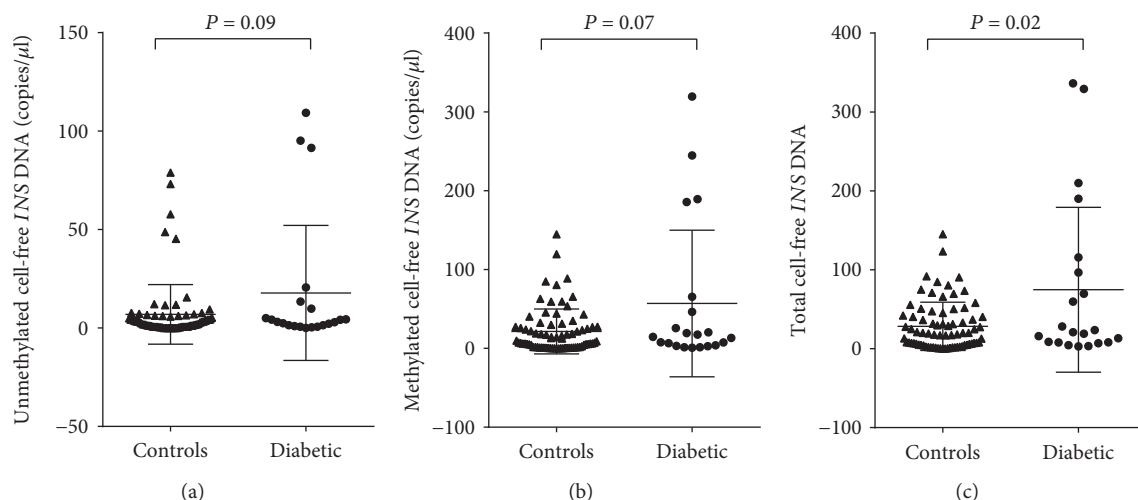 P = 0.09
Unmethylated cell-free INS DNA (copies/μl)
150
100
50
0
−50
Controls
Diabetic
(a)
P = 0.07
Methylated cell-free INS DNA (copies/μl)
400
300
200
100
0
−100
Controls
Diabetic
(b)
P = 0.02
Total cell-free INS DNA
400
300
200
100
0
−100
Controls
Diabetic
(c)